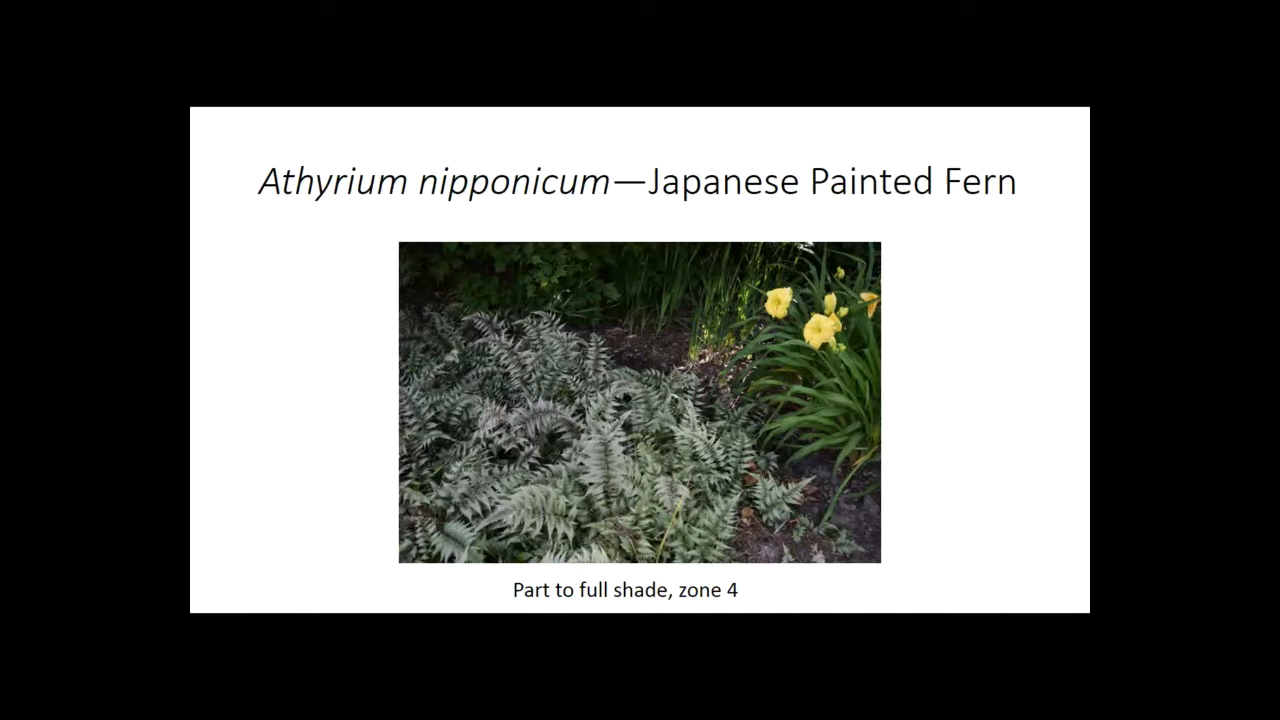 Athyrium nipponicum—Japanese Painted Fern
Part to full shade, zone 4